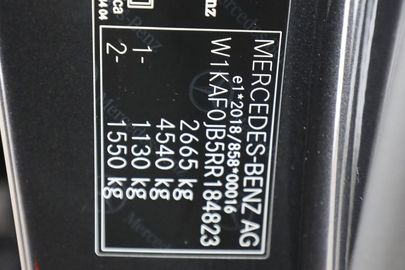 MERCEDES-BENZ AG
e1*2018/858*00016
W1KAF0JB5RR184823
2665 kg
4540 kg
1- 1130 kg
2- 1550 kg